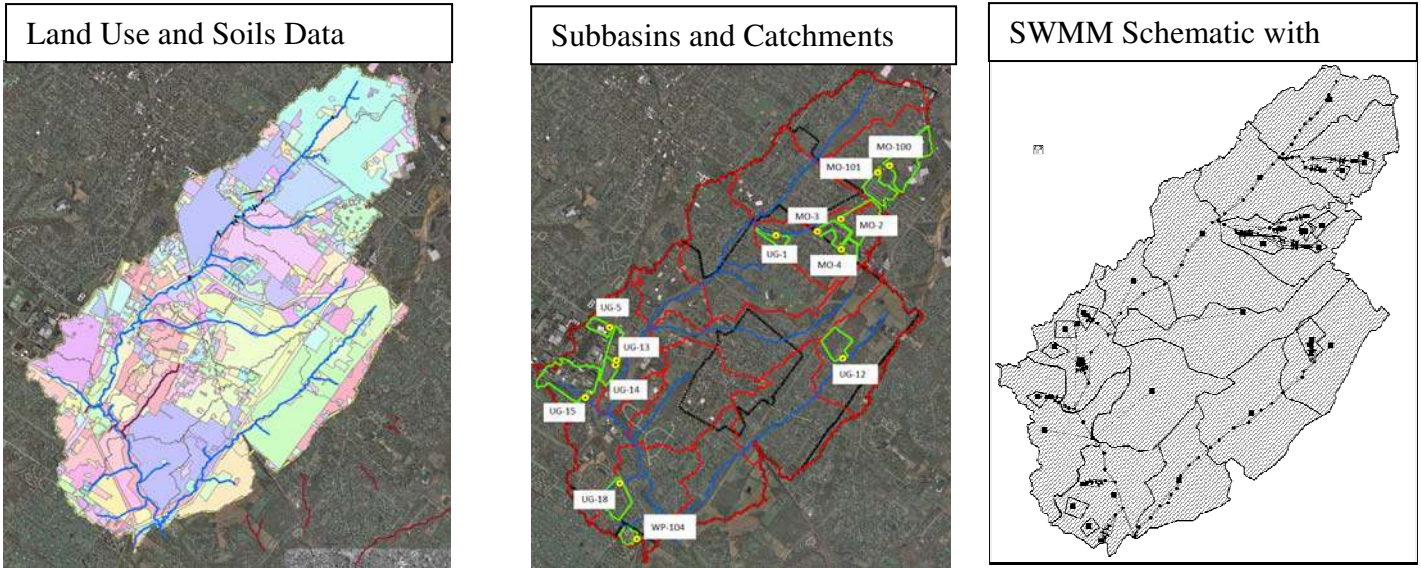 Land Use and Soils Data
Subbasins and Catchments
SWMM Schematic with
MO-100
MO-101
MO-3
MO-2
UG-1
MO-4
UG-5
UG-13
UG-12
UG-14
UG-15
UG-18
WP-104